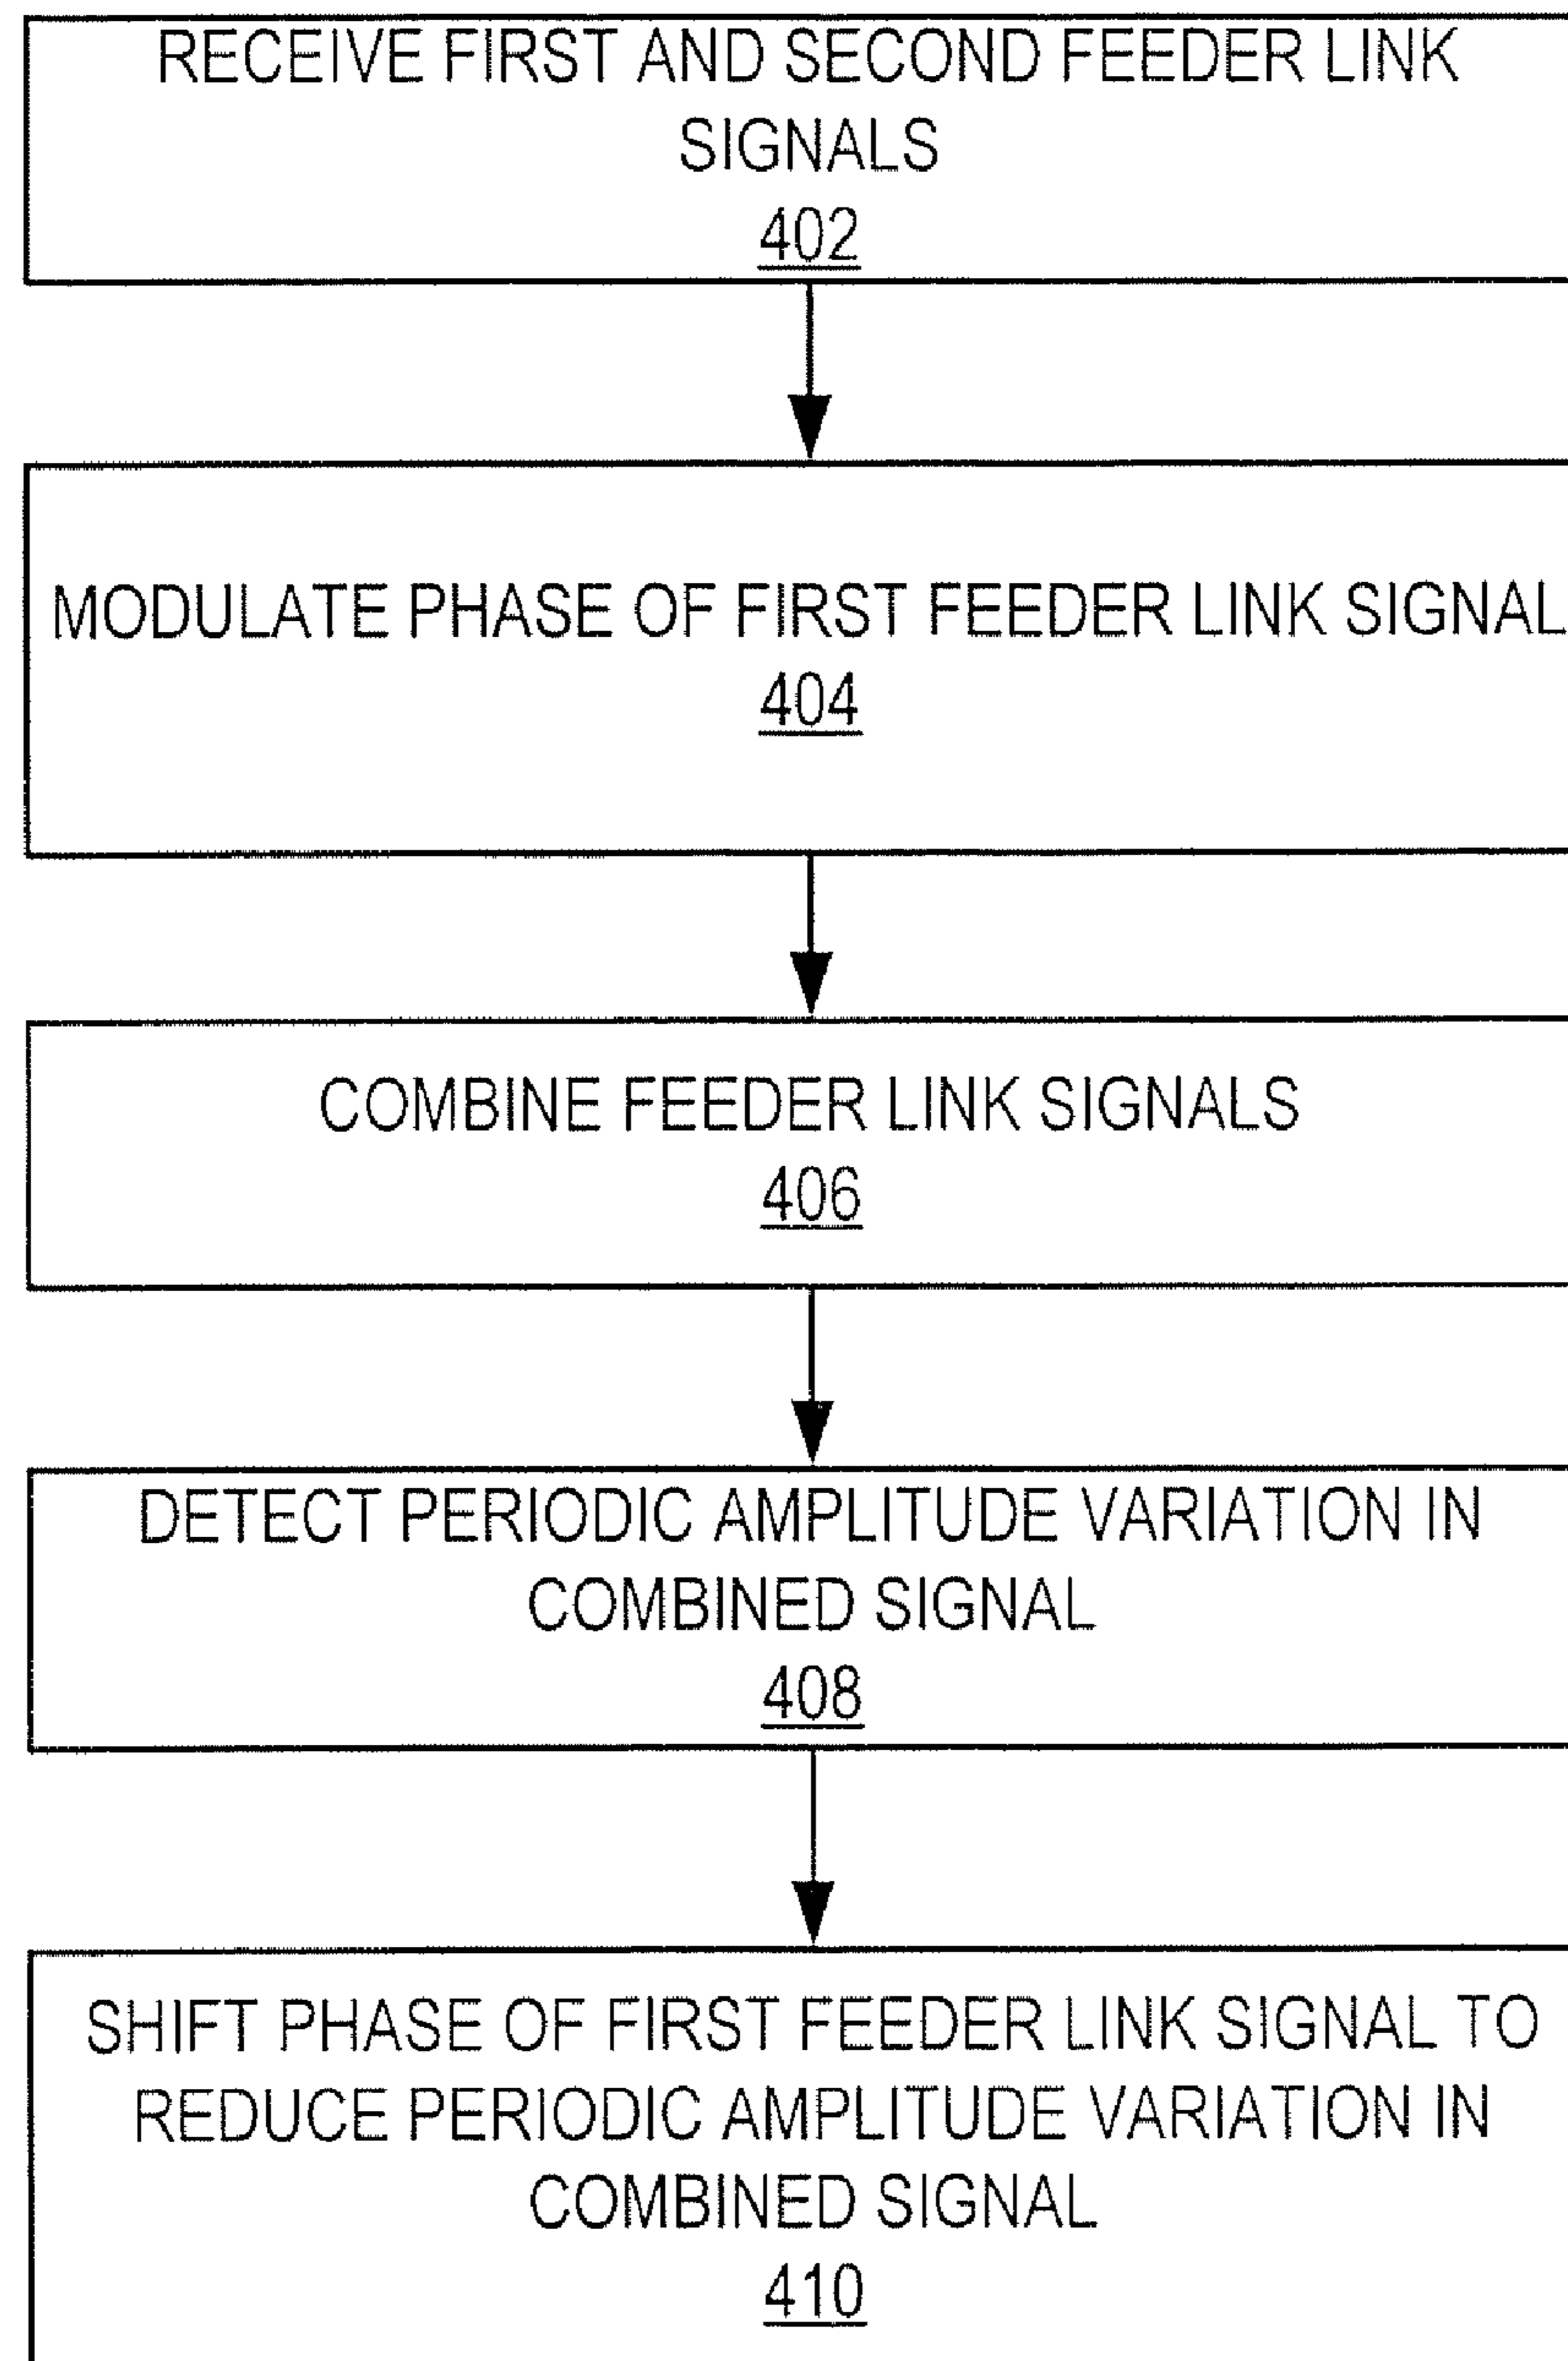 RECEIVE FIRST AND SECOND FEEDER LINK
SIGNALS
402
MODULATE PHASE OF FIRST FEEDER LINK SIGNAL
404
COMBINE FEEDER LINK SIGNALS
406
DETECT PERIODIC AMPLITUDE VARIATION IN
COMBINED SIGNAL
408
SHIFT PHASE OF FIRST FEEDER LINK SIGNAL TO
REDUCE PERIODIC AMPLITUDE VARIATION IN
COMBINED SIGNAL
410